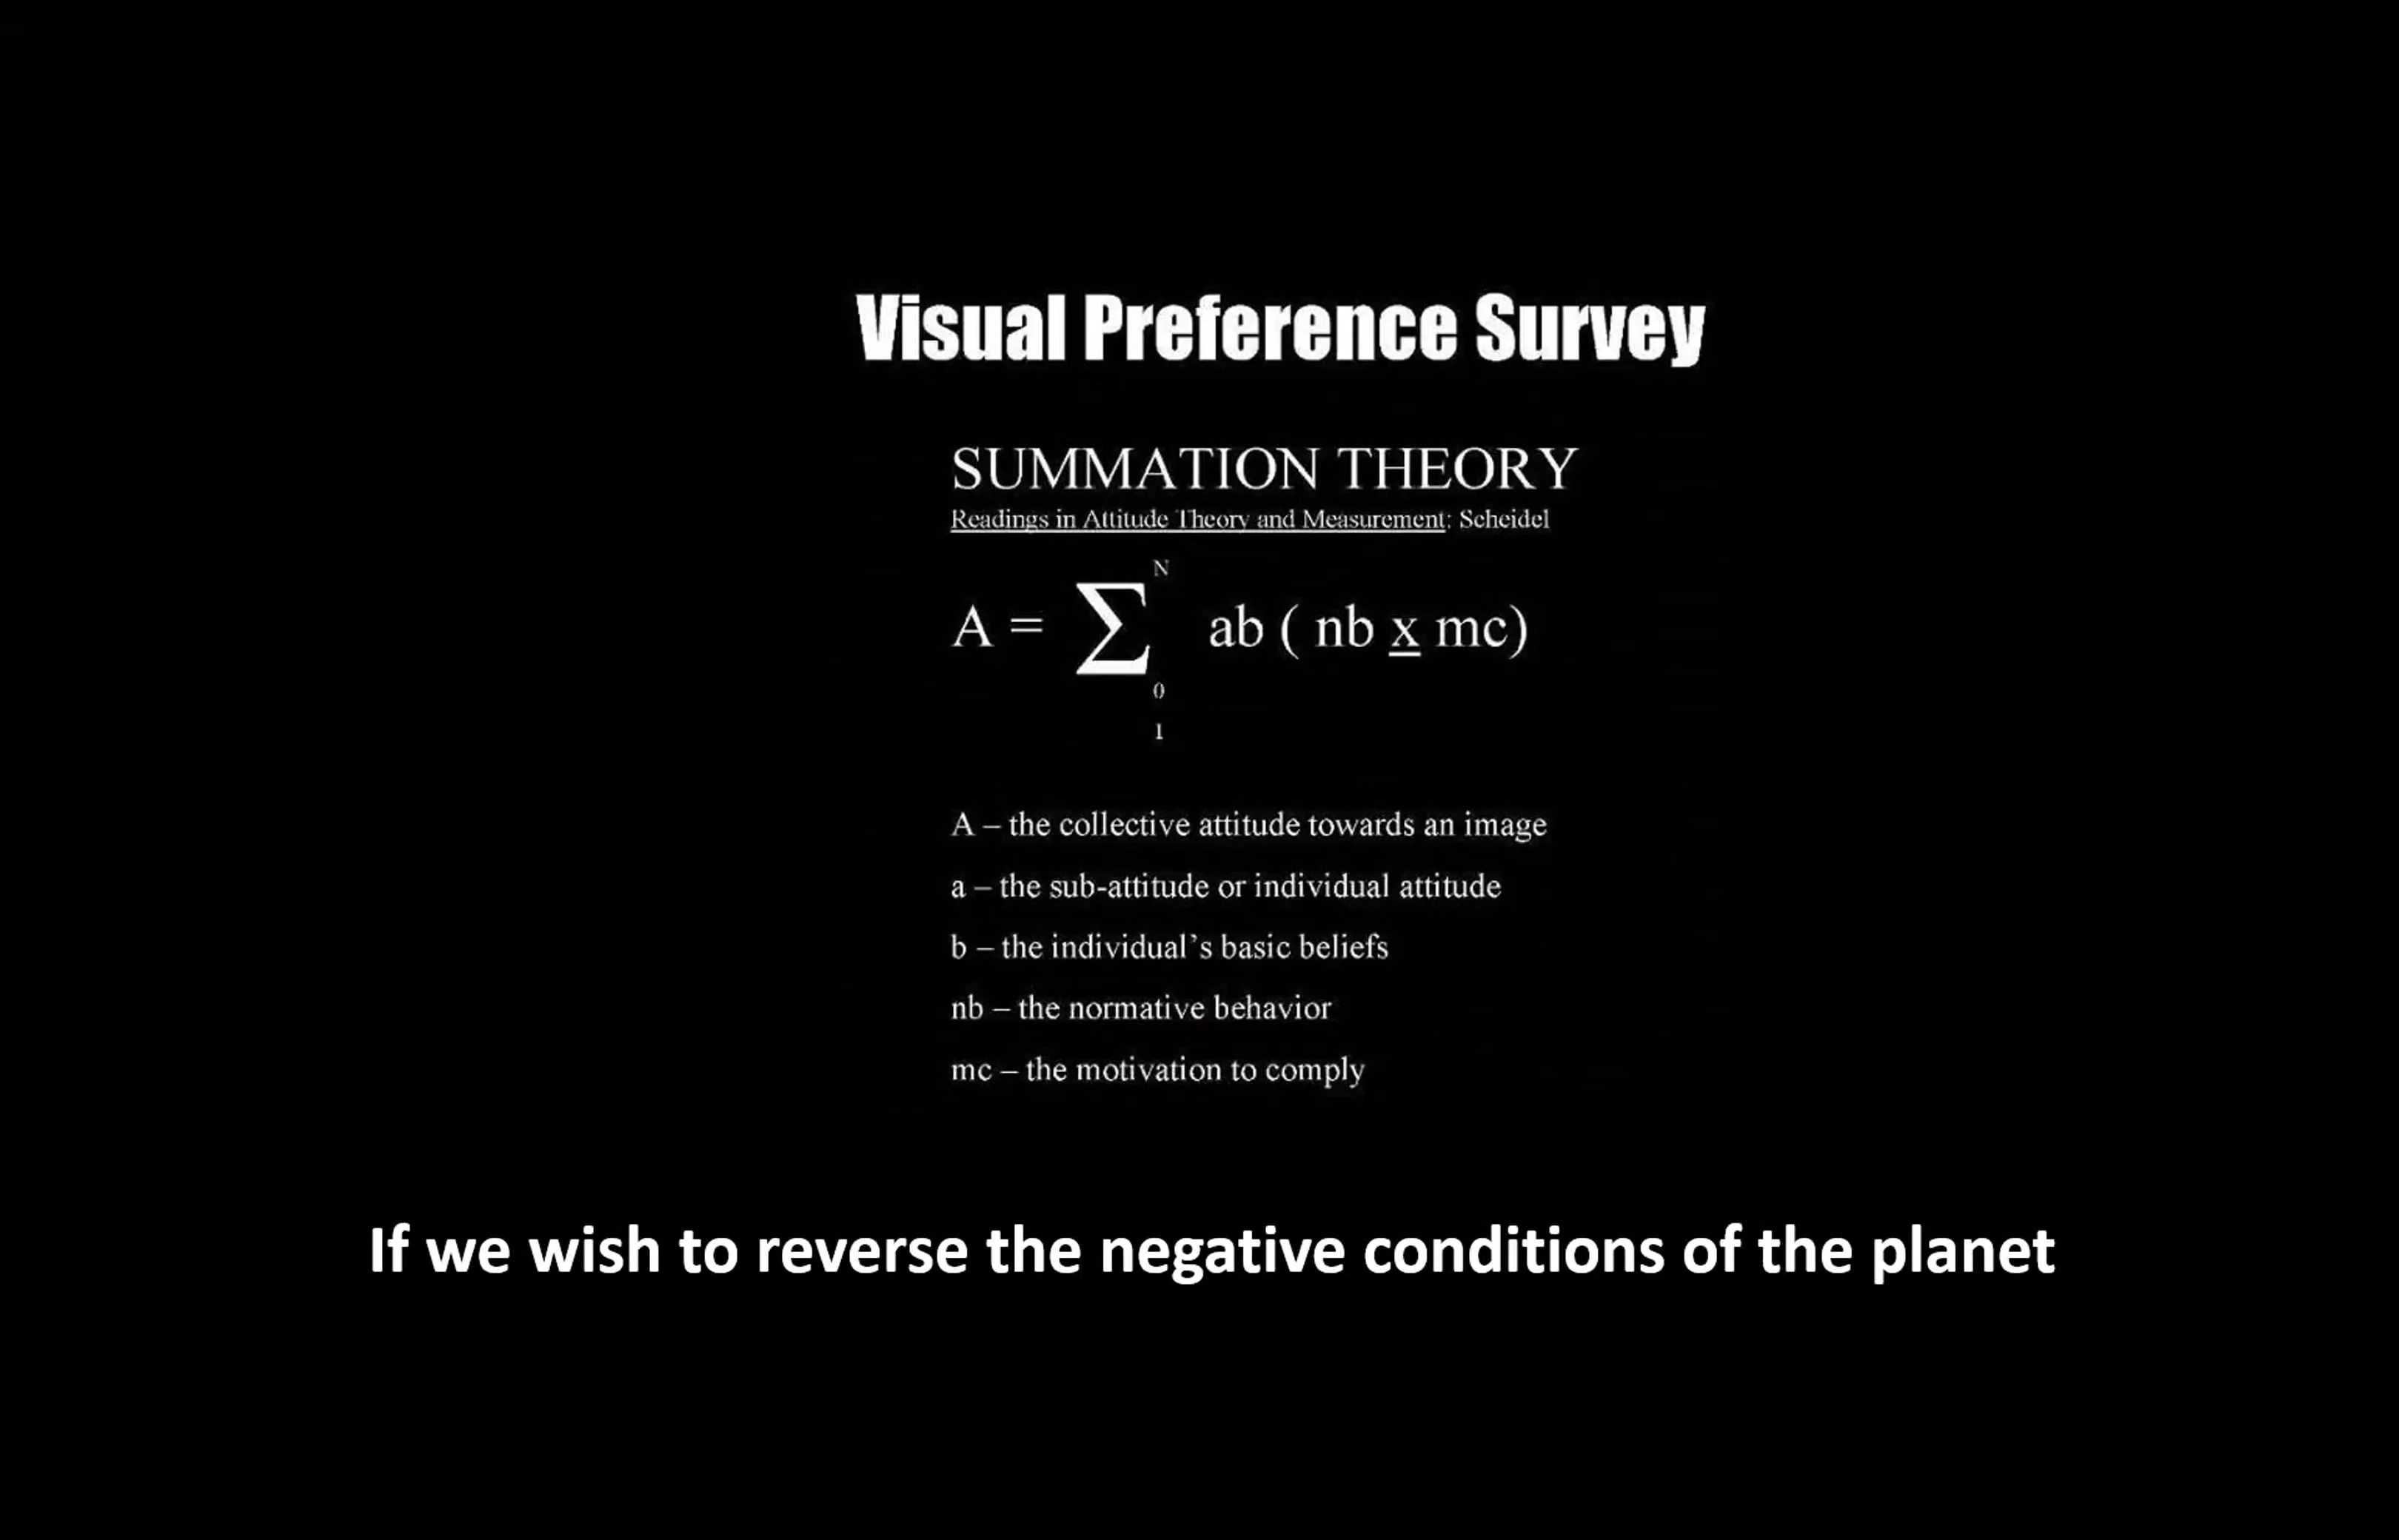 Visual Preference Survey
SUMMATION THEORY
Readings in Attitude Theory and Measurement: Scheidel
N
A = Σ ab ( nb x mc)
0
1
A – the collective attitude towards an image
a – the sub-attitude or individual attitude
b – the individual’s basic beliefs
nb – the normative behavior
mc – the motivation to comply
If we wish to reverse the negative conditions of the planet